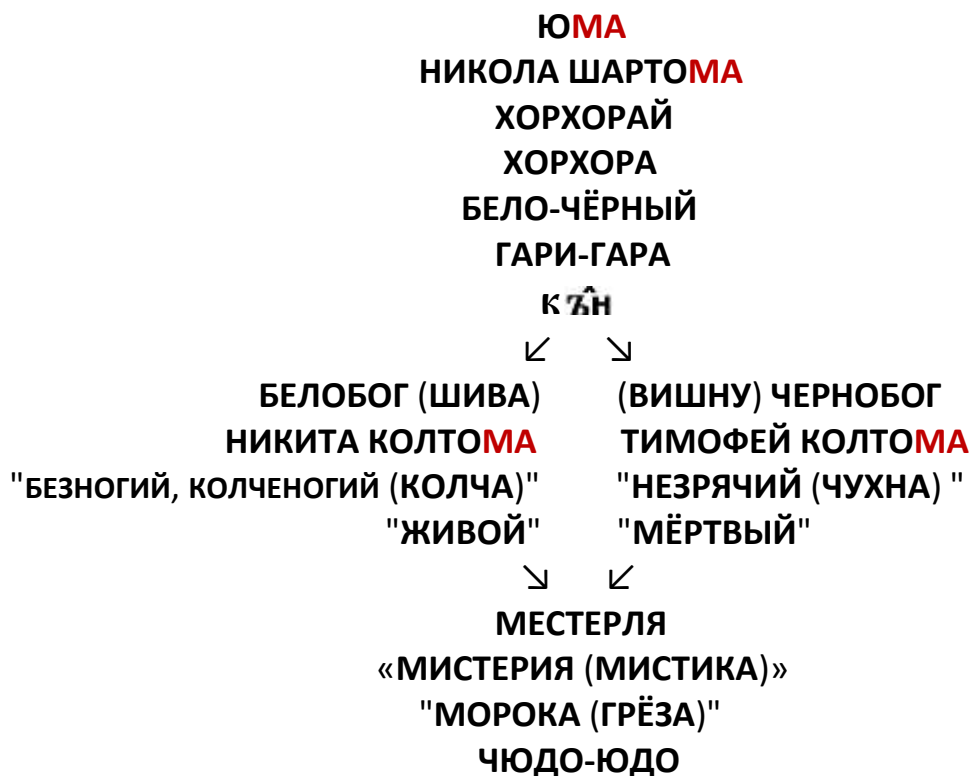 ЮМА
НИКОЛА ШАРТОМА
ХОРХОРАЙ
ХОРХОРА
БЕЛО-ЧЁРНЫЙ
ГАРИ-ГАРА
↙ ↘
БЕЛОБОГ (ШИВА) (ВИШНУ) ЧЕРНОБОГ
НИКИТА КОЛТОМА ТИМОФЕЙ КОЛТОМА
"БЕЗНОГИЙ, КОЛЧЕНОГИЙ (КОЛЧА)" "НЕЗРЯЧИЙ (ЧУХНА) "
"ЖИВОЙ" "МЁРТВЫЙ"
↘ ↙
МЕСТЕРЛЯ
«МИСТЕРИЯ (МИСТИКА)»
"МОРОКА (ГРЁЗА)"
ЧЮДО-ЮДО